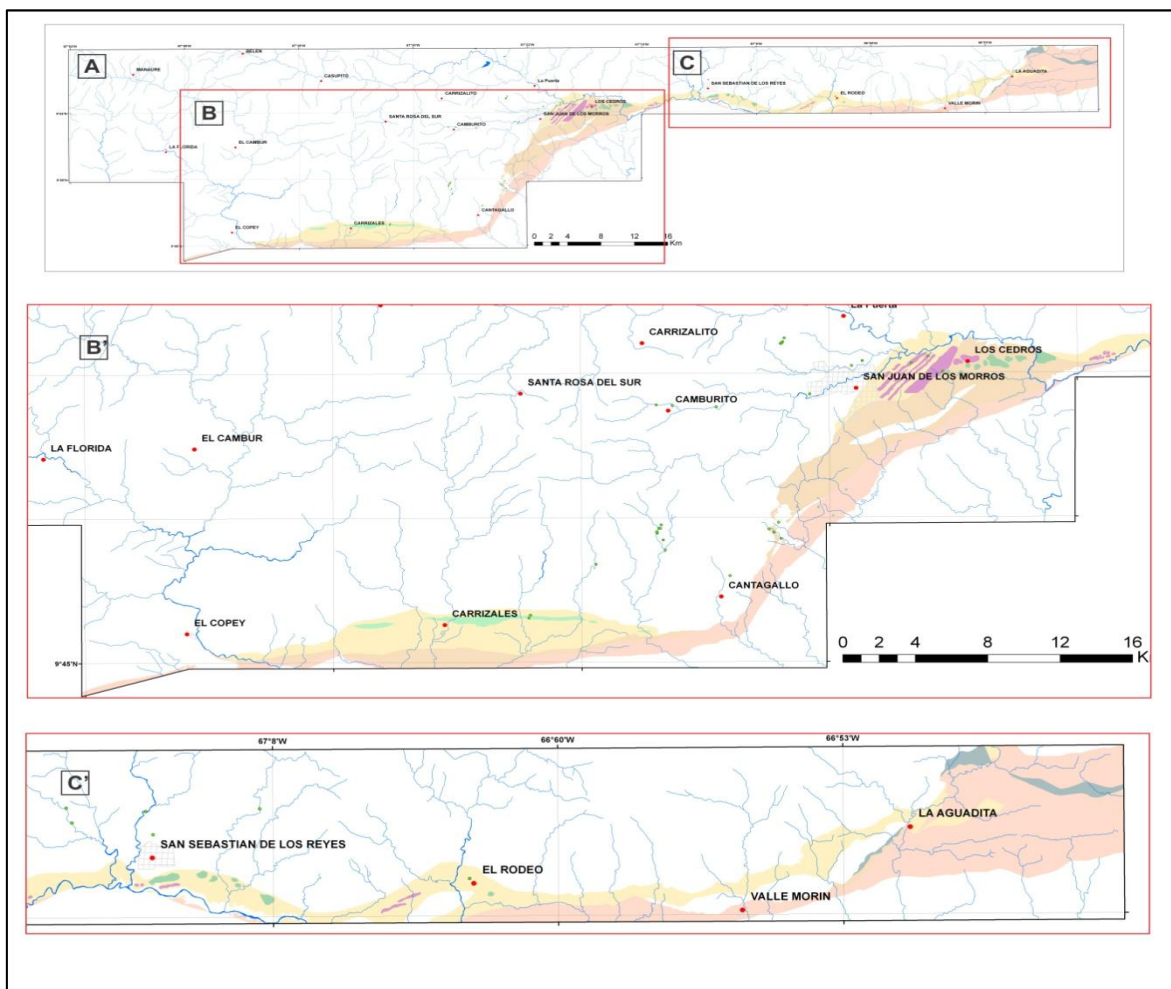 A
BELEN
MANAURE
CASUPITO
La Puerta
CARRIZALITO
B
LOS CEDROS
SANTA ROSA DEL SUR
SAN JUAN DE LOS MORROS
CAMBURITO
EL CAMBUR
LA FLORIDA
CANTAGALLO
CARRIZALES
EL COPEY
0 2 4 8 12 16
Km
C
LA AGUADITA
SAN SEBASTIAN DE LOS REYES
EL RODEO
VALLE MORIN
B'
La Puerta
CARRIZALITO
LOS CEDROS
SANTA ROSA DEL SUR
SAN JUAN DE LOS MORROS
CAMBURITO
EL CAMBUR
LA FLORIDA
CANTAGALLO
CARRIZALES
EL COPEY
9°45'N
0 2 4 8 12 16
K
67°8'W 66°60'W 66°53'W
C'
LA AGUADITA
SAN SEBASTIAN DE LOS REYES
EL RODEO
VALLE MORIN